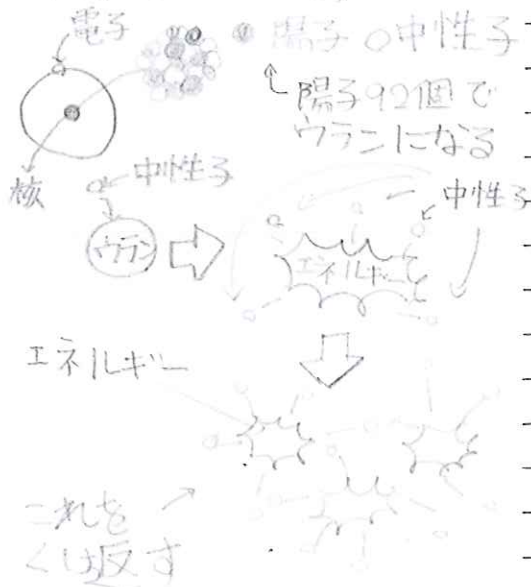 電子
陽子 中性子
陽子92個で
ウランになる
核
中性子
ウラン
中性子
エネルギー
エネルギー
これを
くり返す